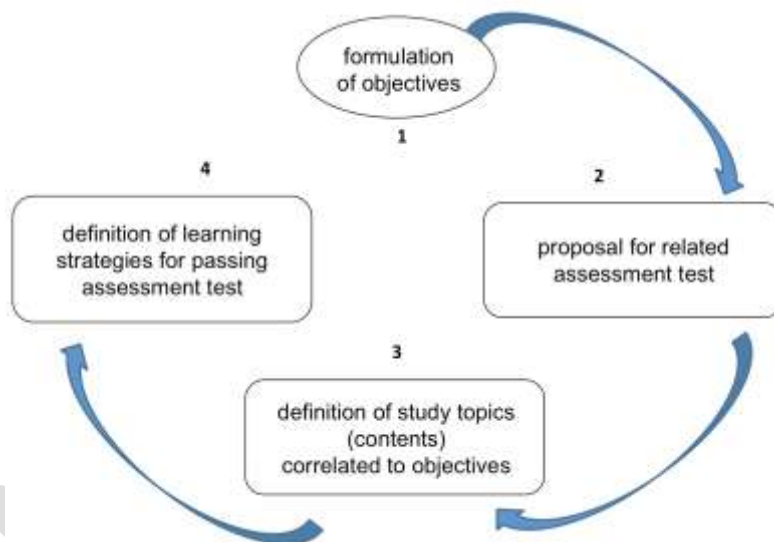 formulation
of objectives
1
2
proposal for related
assessment test
3
definition of study topics
(contents)
correlated to objectives
4
definition of learning
strategies for passing
assessment test